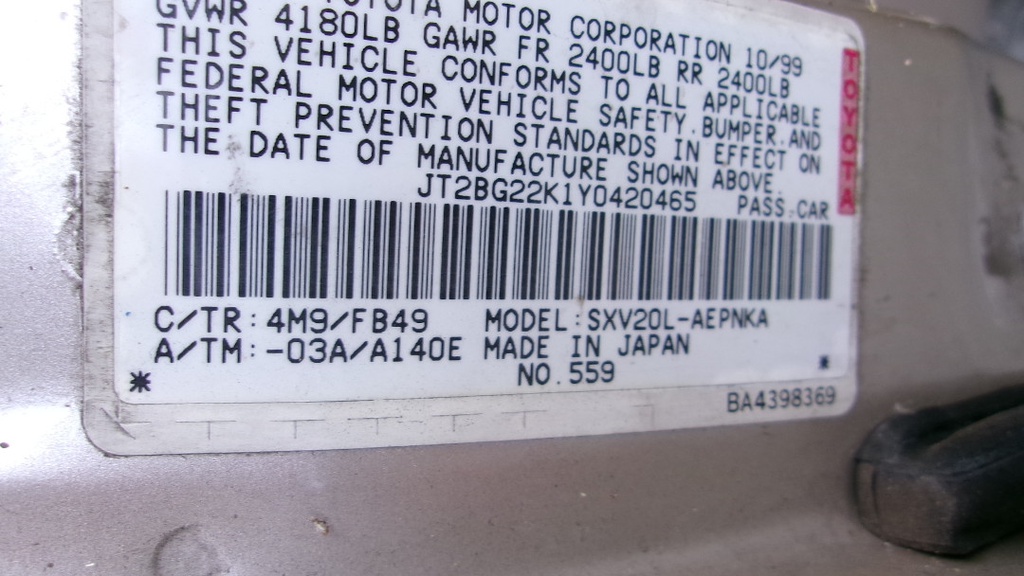 TOYOTA MOTOR CORPORATION 10/99
GVWR 4180LB GAWR FR 2400LB RR 2400LB
THIS VEHICLE CONFORMS TO ALL APPLICABLE
FEDERAL MOTOR VEHICLE SAFETY.BUMPER.AND
THEFT PREVENTION STANDARDS IN EFFECT ON
THE DATE OF MANUFACTURE SHOWN ABOVE.
JT2BG22K1Y0420465 PASS.CAR
TOYOTA
C/TR:4M9/FB49 MODEL:SXV20L-AEPNKA
A/TM:-03A/A140E MADE IN JAPAN
* NO.559 *
BA4398369